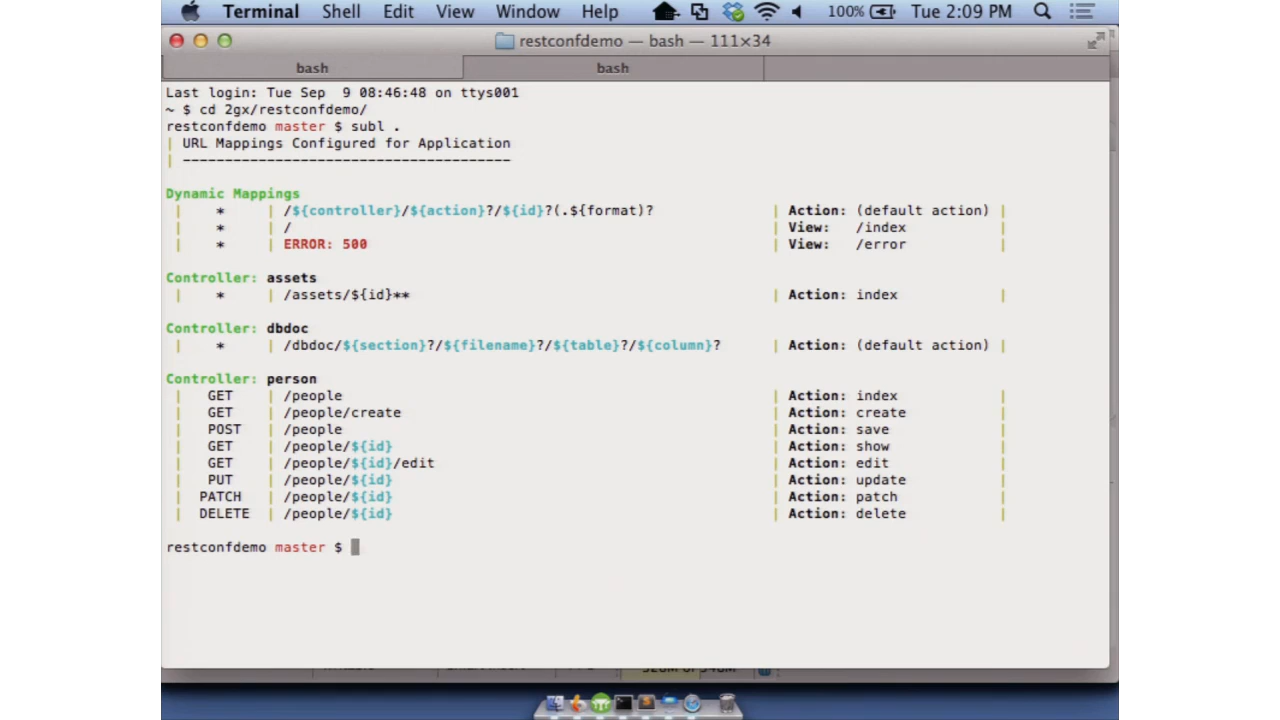 Terminal Shell Edit View Window Help 100% Tue 2:09 PM
restconfdemo — bash — 111×34
bash bash
Last login: Tue Sep  9 08:46:48 on ttys001
~ $ cd 2gx/restconfdemo/
restconfdemo master $ subl .
| URL Mappings Configured for Application
| ---------------------------------------
Dynamic Mappings
| * | /${controller}/${action}?/${id}?(.${format)? | Action: (default action) |
| * | / | View: /index |
| * | ERROR: 500 | View: /error |
Controller: assets
| * | /assets/${id}** | Action: index |
Controller: dbdoc
| * | /dbdoc/${section}?/${filename}?/${table}?/${column}? | Action: (default action) |
Controller: person
| GET | /people | Action: index |
| GET | /people/create | Action: create |
| POST | /people | Action: save |
| GET | /people/${id} | Action: show |
| GET | /people/${id}/edit | Action: edit |
| PUT | /people/${id} | Action: update |
| PATCH | /people/${id} | Action: patch |
| DELETE | /people/${id} | Action: delete |
restconfdemo master $